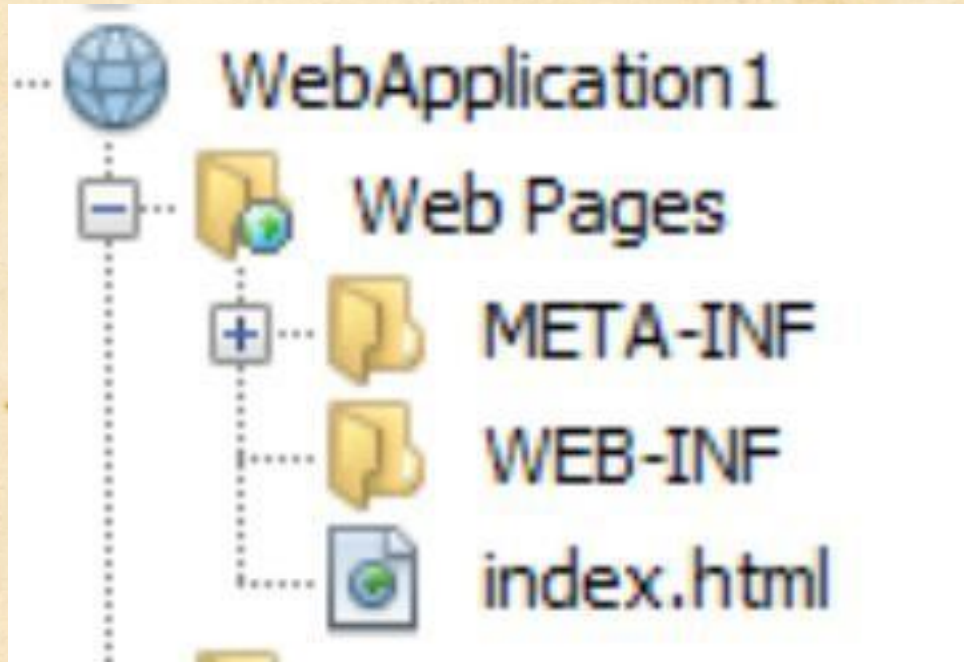 WebApplication1
Web Pages
META-INF
WEB-INF
index.html